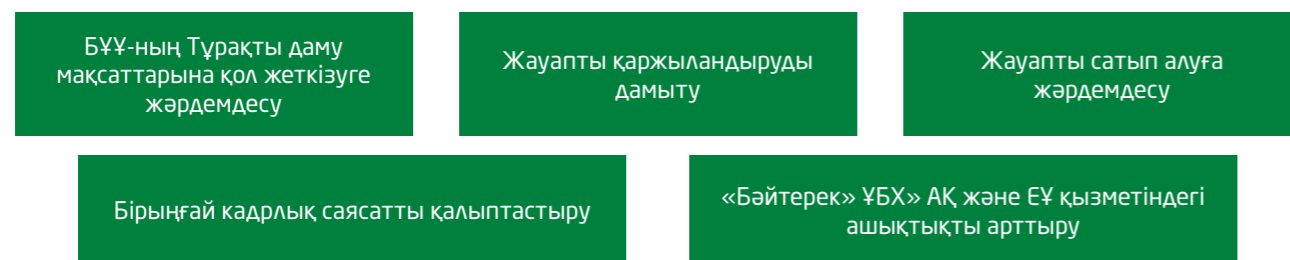 БҰҰ-ның Тұрақты даму
мақсаттарына қол жеткізуге
жәрдемдесу
Жауапты қаржыландыруды
дамыту
Жауапты сатып алуға
жәрдемдесу
Бірыңғай кадрлық саясатты қалыптастыру
«Бәйтерек» ҰБХ» АҚ және ЕҰ қызметіндегі
ашықтықты арттыру